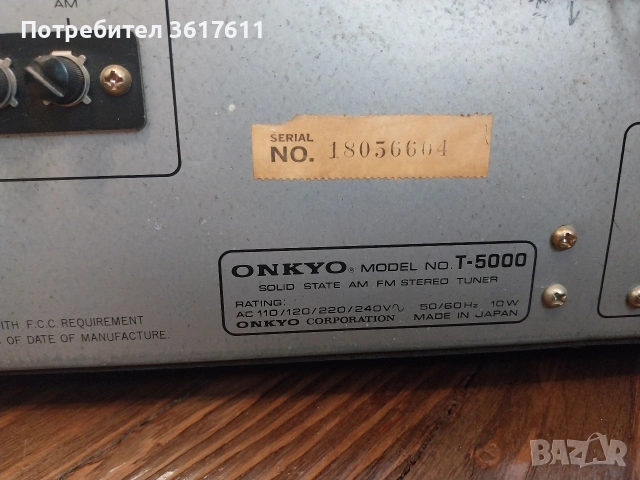 Потребител 3617611
AM
SERIAL
NO. 18056604
ONKYO® MODEL NO. T-5000
SOLID STATE AM FM STEREO TUNER
RATING:
AC 110/120/220/240V∿ 50/60Hz 10W
ONKYO CORPORATION MADE IN JAPAN
ITH F.C.C. REQUIREMENT
S OF DATE OF MANUFACTURE.
BAZAR